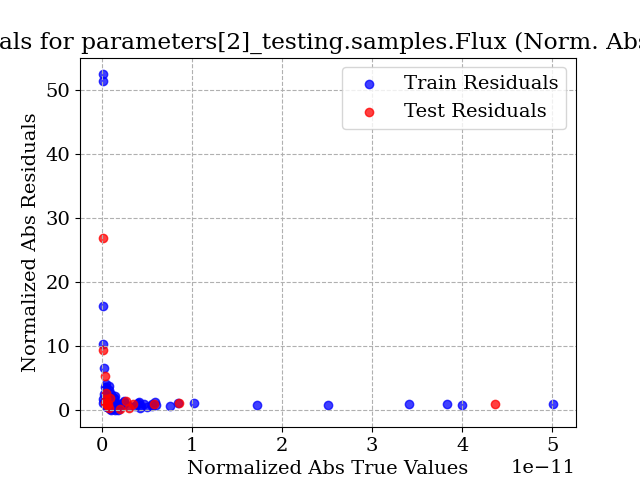 als for parameters[2]_testing.samples.Flux (Norm. Abs
Train Residuals
Test Residuals
Normalized Abs Residuals
50
40
30
20
10
0
0
1
2
3
4
5
1e−11
Normalized Abs True Values